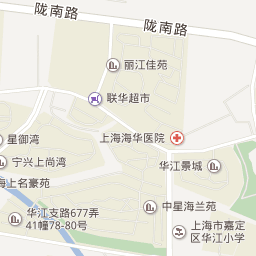 陇南路
陇南路
丽江佳苑
联华超市
上海海华医院
星御湾
宁兴上尚湾
华江景城
海上名豪苑
中星海兰苑
华江支路677弄
41幢78-80号
上海市嘉定
区华江小学